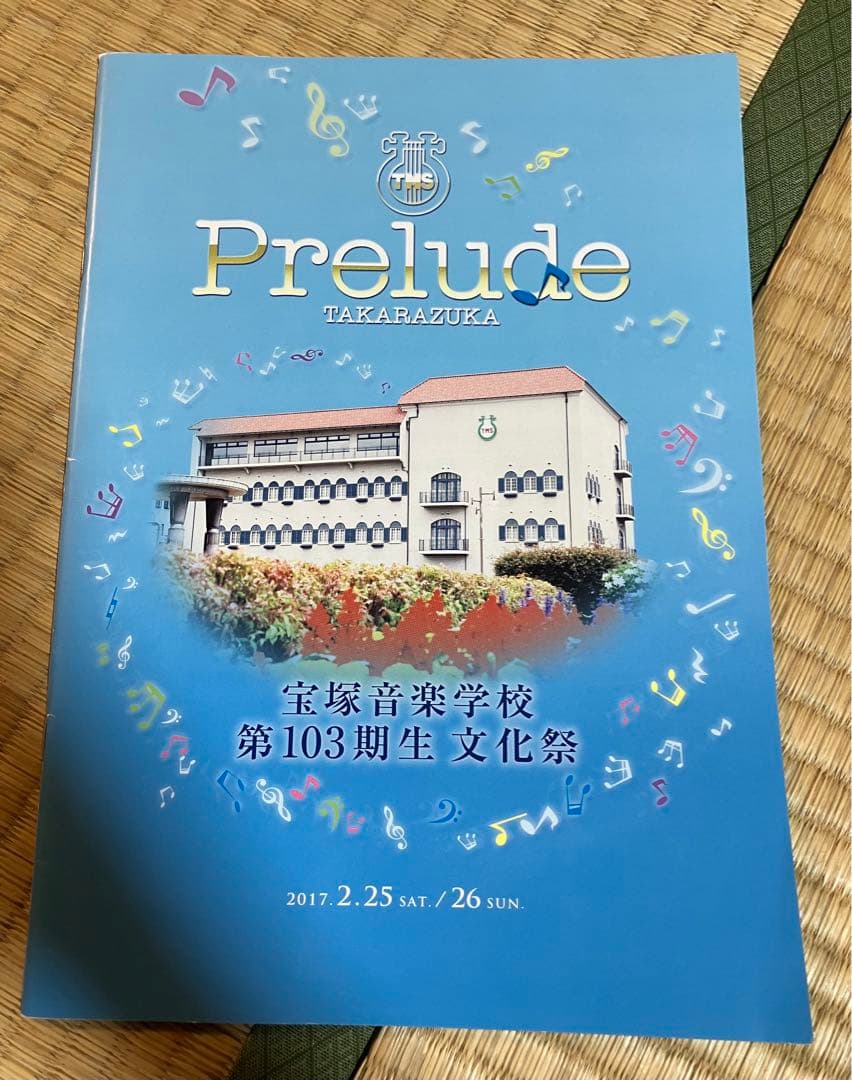 TMS
Prelude
TAKARAZUKA
TMS
宝塚音楽学校
第103期生 文化祭
2017. 2.25 SAT. / 26 SUN.